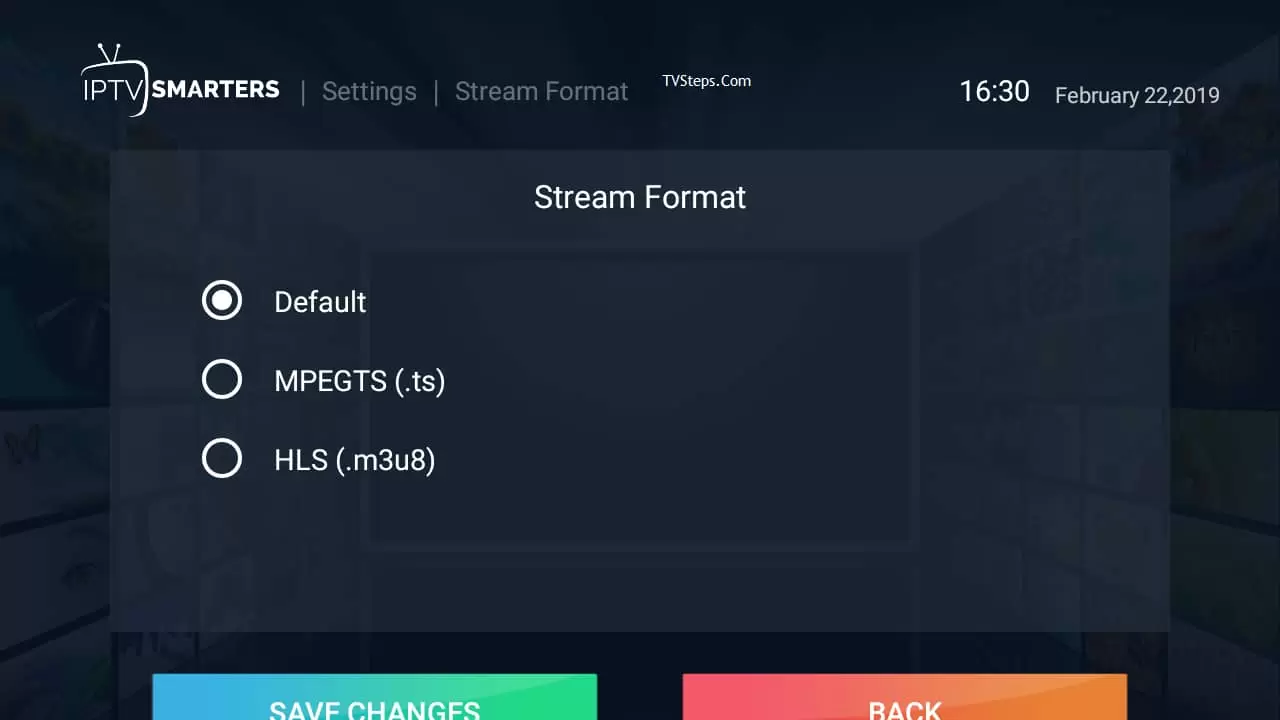 IPTV SMARTERS | Settings | Stream Format TVSteps.Com 16:30 February 22,2019
Stream Format
Default
MPEGTS (.ts)
HLS (.m3u8)
SAVE CHANGES BACK